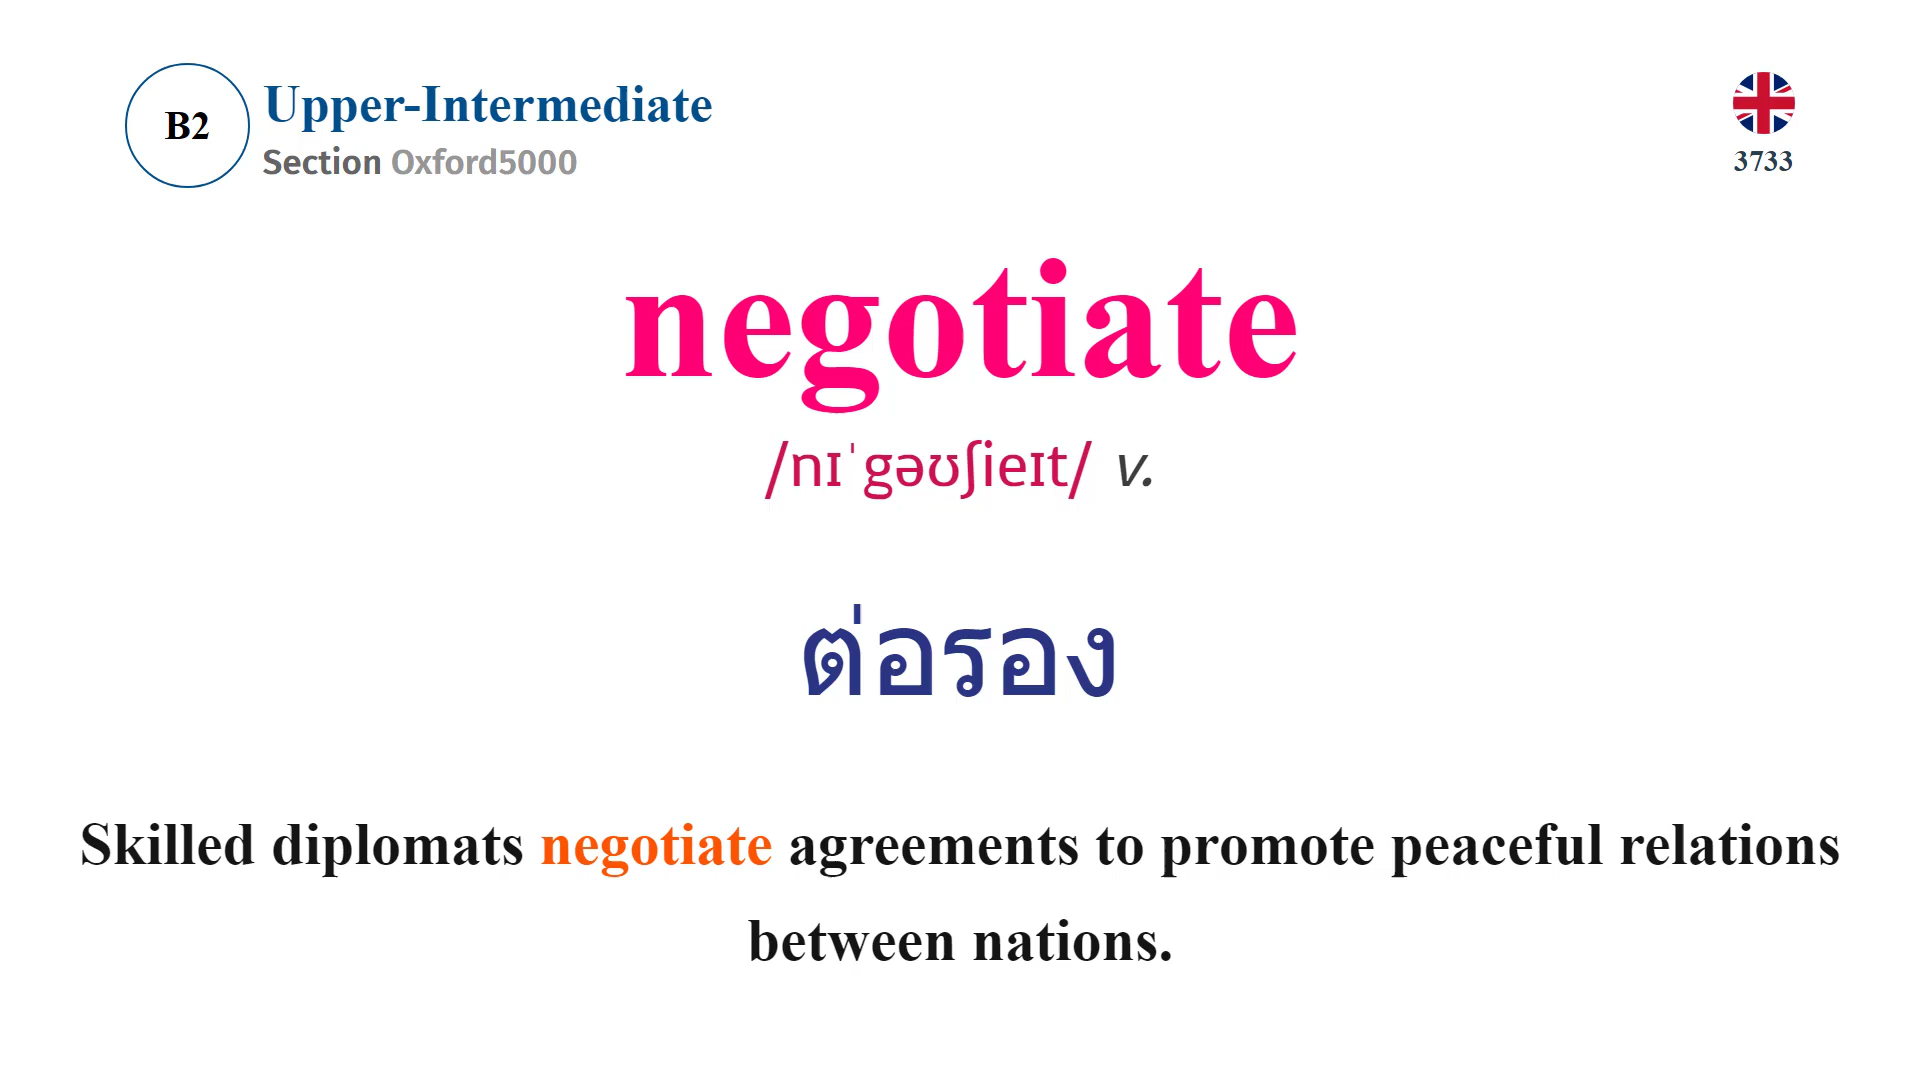 B2
Upper-Intermediate
Section Oxford5000
3733
negotiate
/nɪˈɡəʊʃieɪt/ v.
ต่อรอง
Skilled diplomats negotiate agreements to promote peaceful relations
between nations.